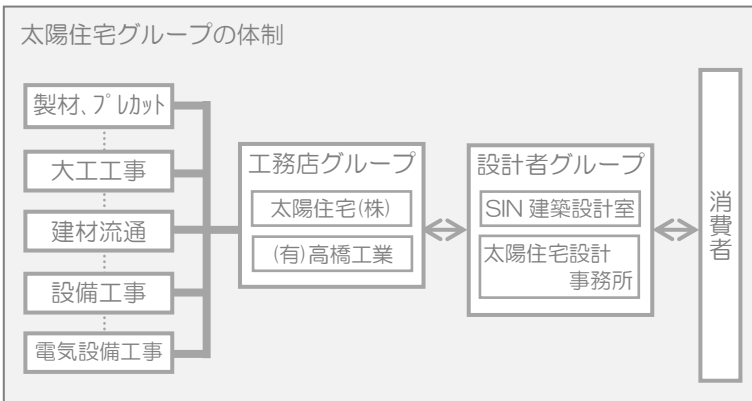 太陽住宅グループの体制
製材、プレカット
大工工事
建材流通
設備工事
電気設備工事
工務店グループ
太陽住宅(株)
(有)高橋工業
設計者グループ
SIN 建築設計室
太陽住宅設計
事務所
消費者